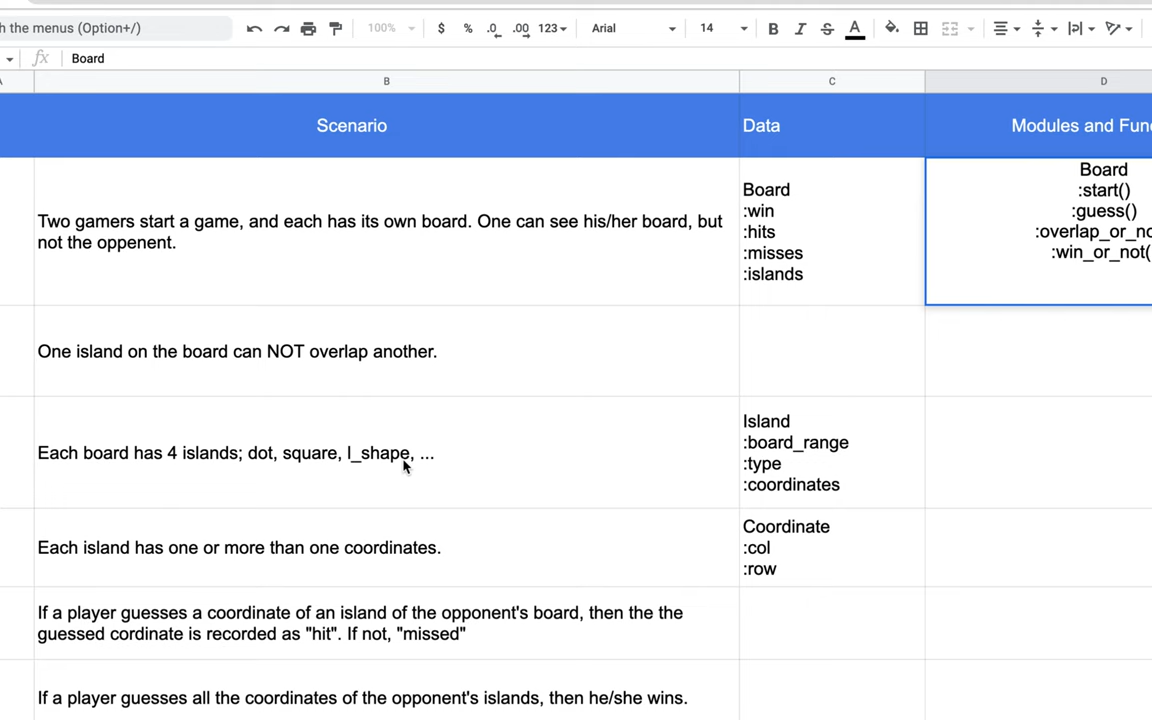 h the menus (Option+/)
100%
$
%
.0
.00
123
Arial
14
B
I
S
A
fx
Board
B
C
D
Scenario
Data
Modules and Fun
Two gamers start a game, and each has its own board. One can see his/her board, but
not the oppenent.
Board
:win
:hits
:misses
:islands
Board
:start()
:guess()
:overlap_or_no
:win_or_not(
One island on the board can NOT overlap another.
Each board has 4 islands; dot, square, l_shape, ...
Island
:board_range
:type
:coordinates
Each island has one or more than one coordinates.
Coordinate
:col
:row
If a player guesses a coordinate of an island of the opponent's board, then the the
guessed cordinate is recorded as "hit". If not, "missed"
If a player guesses all the coordinates of the opponent's islands, then he/she wins.